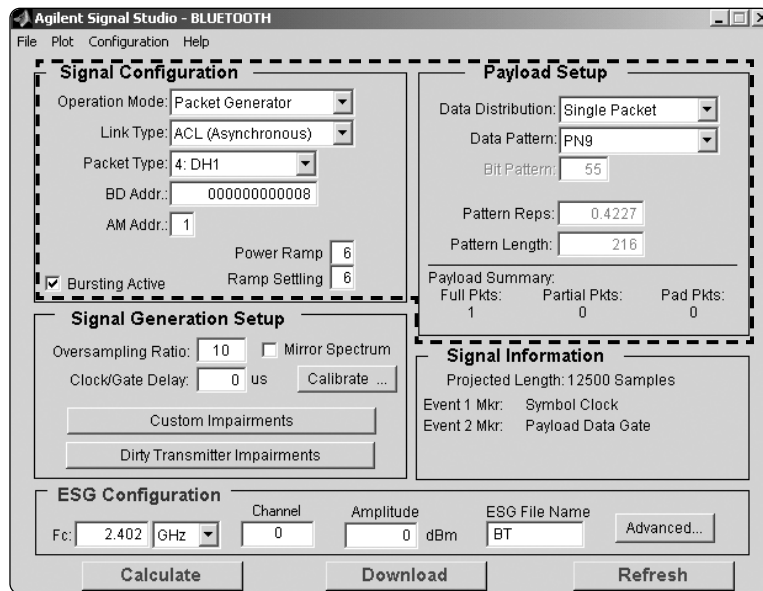 Agilent Signal Studio - BLUETOOTH
File Plot Configuration Help
Signal Configuration
Operation Mode: Packet Generator
Link Type: ACL (Asynchronous)
Packet Type: 4: DH1
BD Addr.: 000000000008
AM Addr.: 1
Power Ramp 6
Bursting Active Ramp Settling 6
Payload Setup
Data Distribution: Single Packet
Data Pattern: PN9
Bit Pattern: 55
Pattern Reps: 0.4227
Pattern Length: 216
Payload Summary:
Full Pkts: Partial Pkts: Pad Pkts:
1 0 0
Signal Generation Setup
Oversampling Ratio: 10 Mirror Spectrum
Clock/Gate Delay: 0 us Calibrate ...
Custom Impairments
Dirty Transmitter Impairments
Signal Information
Projected Length: 12500 Samples
Event 1 Mkr: Symbol Clock
Event 2 Mkr: Payload Data Gate
ESG Configuration
Channel Amplitude ESG File Name
Fc: 2.402 GHz 0 0 dBm BT Advanced...
Calculate Download Refresh